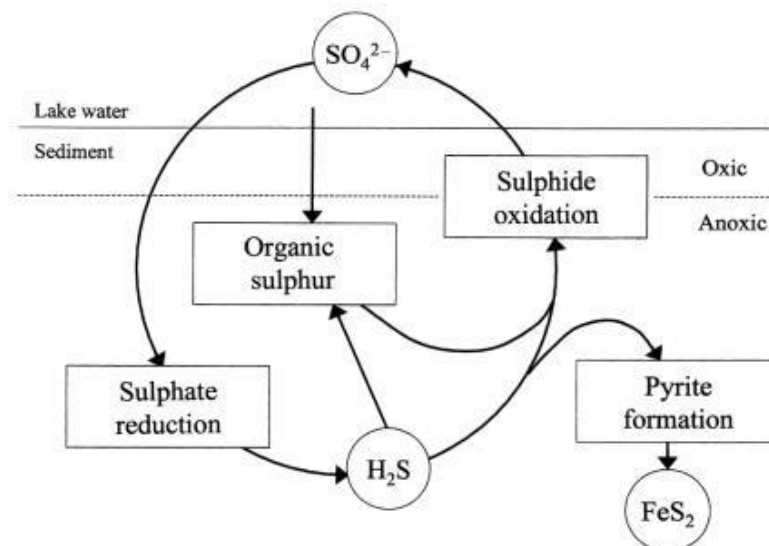 SO₄²⁻
Lake water
Sediment
Oxic
Sulphide
oxidation
Anoxic
Organic
sulphur
Sulphate
reduction
Pyrite
formation
H₂S
FeS₂